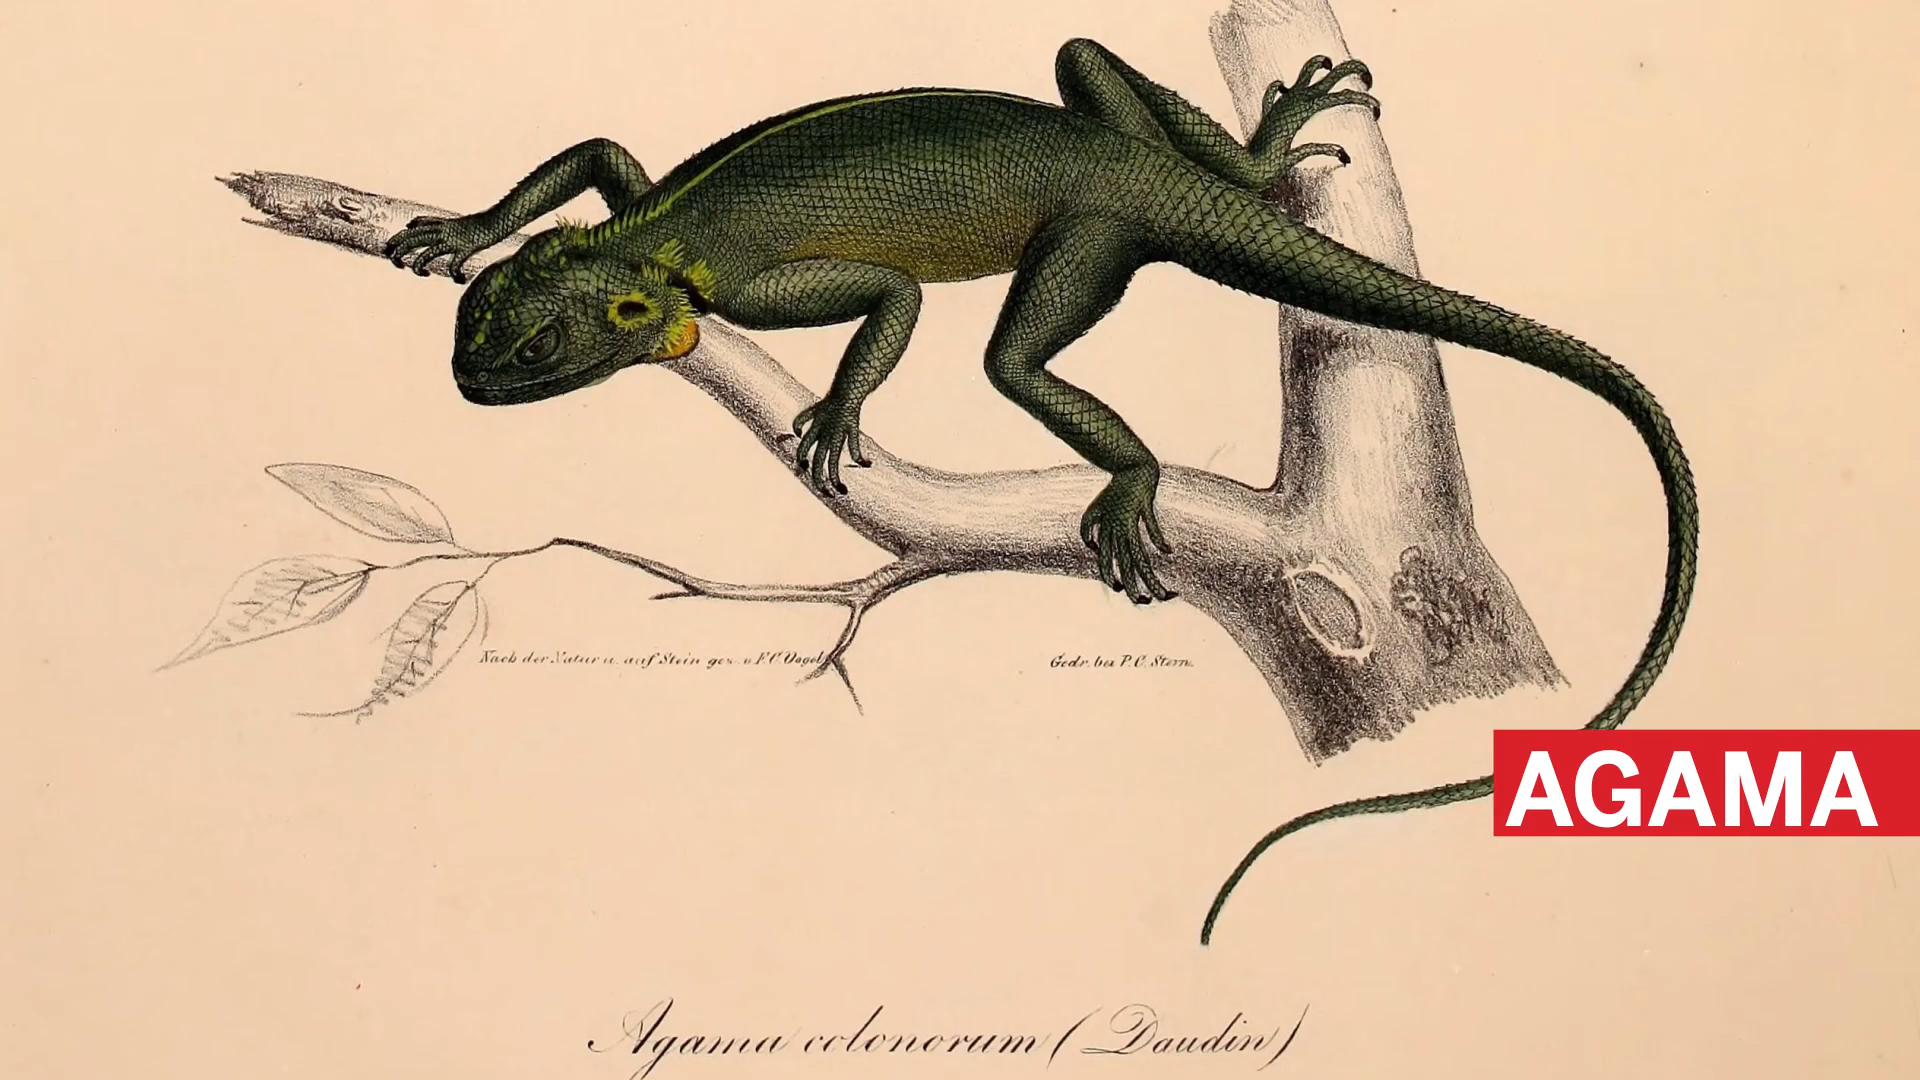 Nach der Natur u. auf Stein gez. v. F.C. Vogel
Gedr. bei P.C. Stern.
AGAMA
Agama colonorum (Daudin)